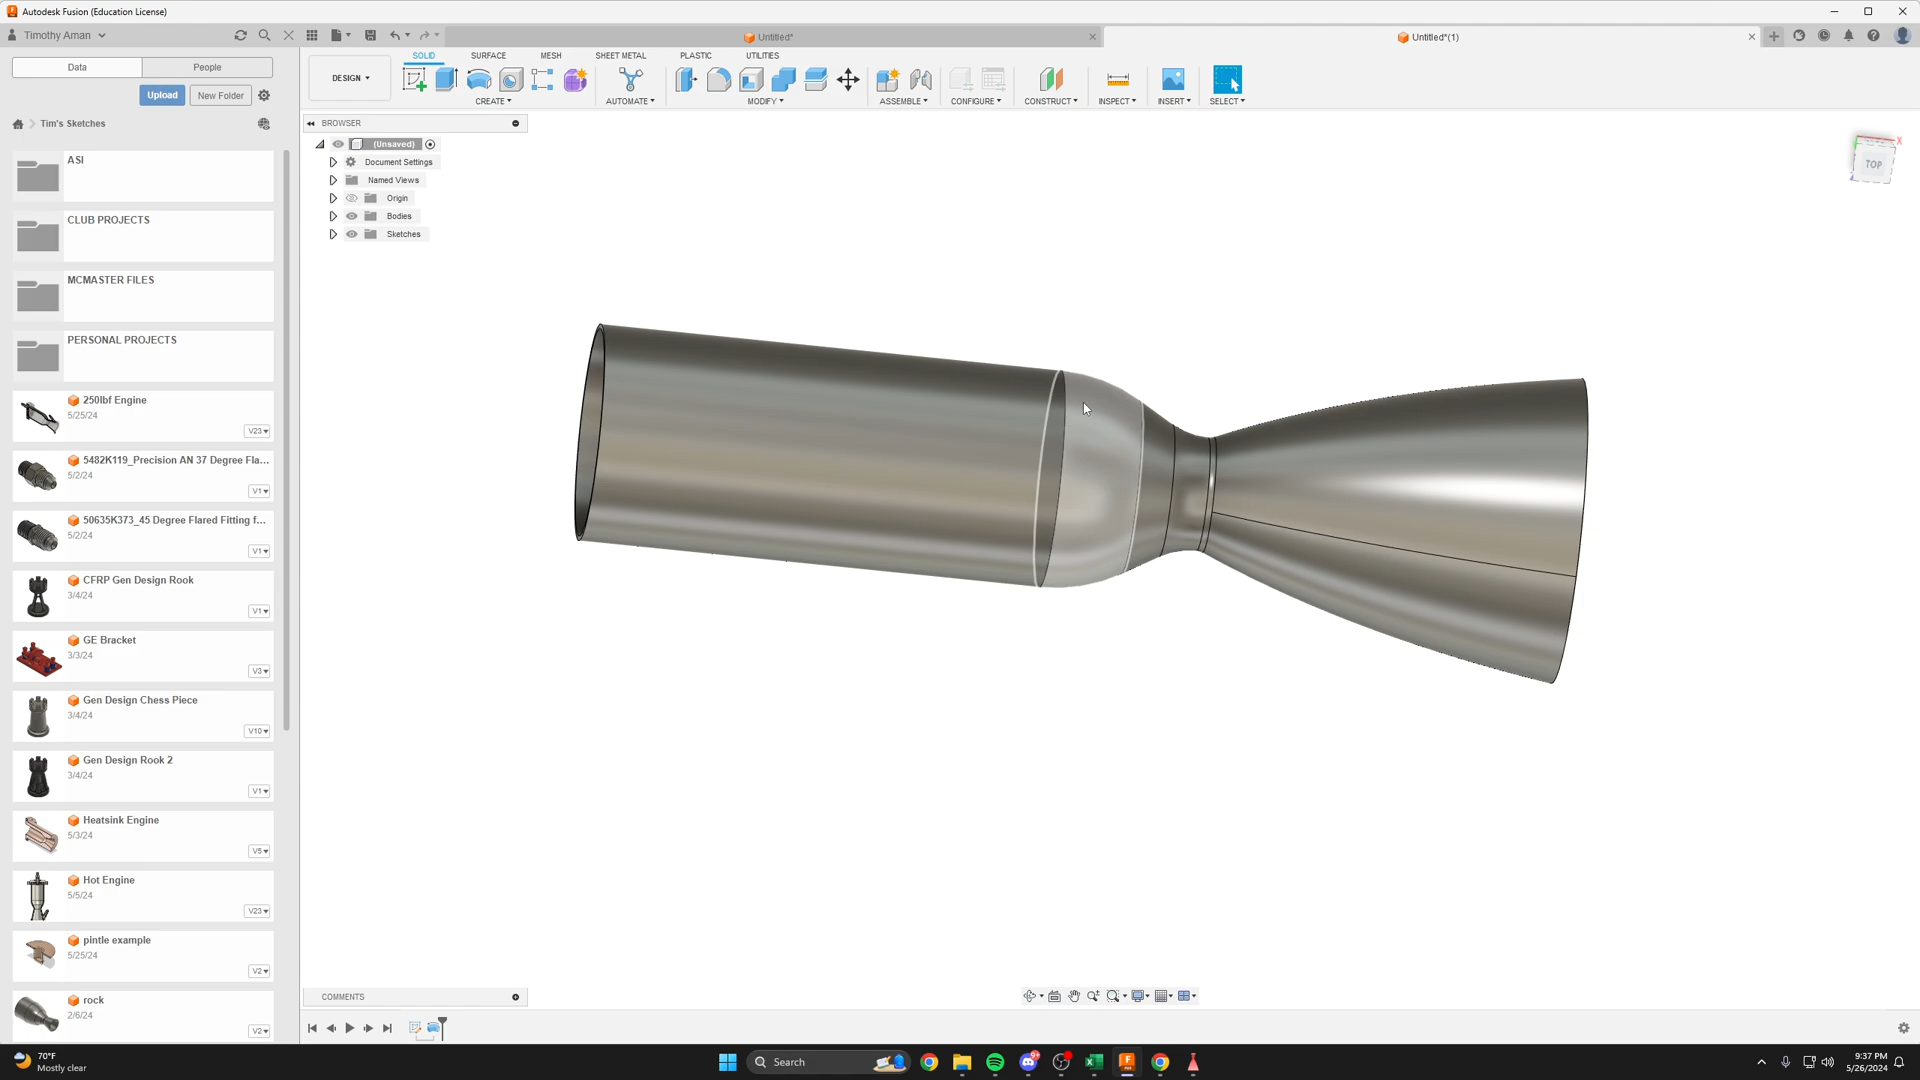 Autodesk Fusion (Education License)
Timothy Aman
Untitled*
Untitled*(1)
Data
People
Upload
New Folder
Tim's Sketches
SOLID
SURFACE
MESH
SHEET METAL
PLASTIC
UTILITIES
DESIGN
CREATE
AUTOMATE
MODIFY
ASSEMBLE
CONFIGURE
CONSTRUCT
INSPECT
INSERT
SELECT
BROWSER
(Unsaved)
Document Settings
Named Views
Origin
Bodies
Sketches
TOP
X
ASI
CLUB PROJECTS
MCMASTER FILES
PERSONAL PROJECTS
250lbf Engine
5/25/24
V23
5482K119_Precision AN 37 Degree Fla...
5/2/24
V1
50635K373_45 Degree Flared Fitting f...
5/2/24
V1
CFRP Gen Design Rook
3/4/24
V1
GE Bracket
3/3/24
V3
Gen Design Chess Piece
3/4/24
V10
Gen Design Rook 2
3/4/24
V1
Heatsink Engine
5/3/24
V5
Hot Engine
5/5/24
V23
pintle example
5/25/24
V2
rock
2/6/24
V2
COMMENTS
70°F
Mostly clear
Search
9:37 PM
5/26/2024